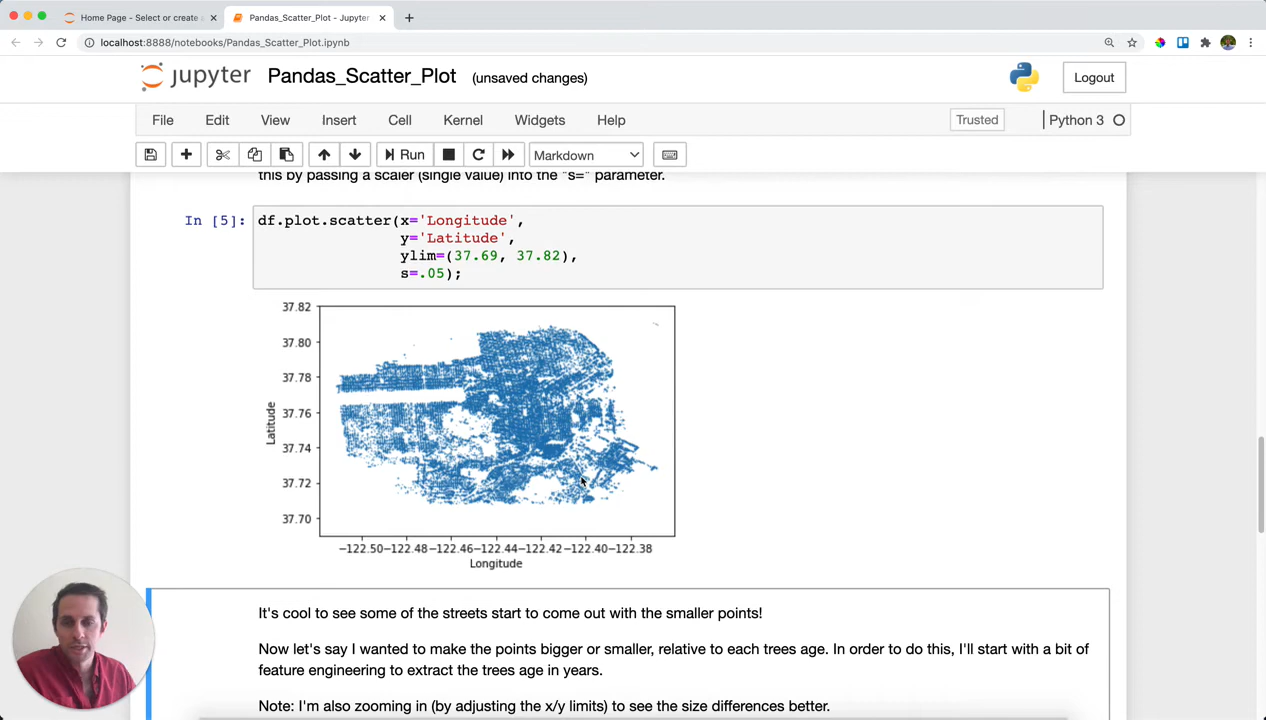 Home Page - Select or create a
Pandas_Scatter_Plot - Jupyter
localhost:8888/notebooks/Pandas_Scatter_Plot.ipynb
jupyter Pandas_Scatter_Plot (unsaved changes)
Logout
File Edit View Insert Cell Kernel Widgets Help
Trusted
Python 3
Run
Markdown
this by passing a scaler (single value) into the "s=" parameter.
In [5]: df.plot.scatter(x='Longitude',
y='Latitude',
ylim=(37.69, 37.82),
s=.05);
37.82
37.80
37.78
37.76
37.74
37.72
37.70
Latitude
−122.50 −122.48 −122.46 −122.44 −122.42 −122.40 −122.38
Longitude
It's cool to see some of the streets start to come out with the smaller points!
Now let's say I wanted to make the points bigger or smaller, relative to each trees age. In order to do this, I'll start with a bit of
feature engineering to extract the trees age in years.
Note: I'm also zooming in (by adjusting the x/y limits) to see the size differences better.